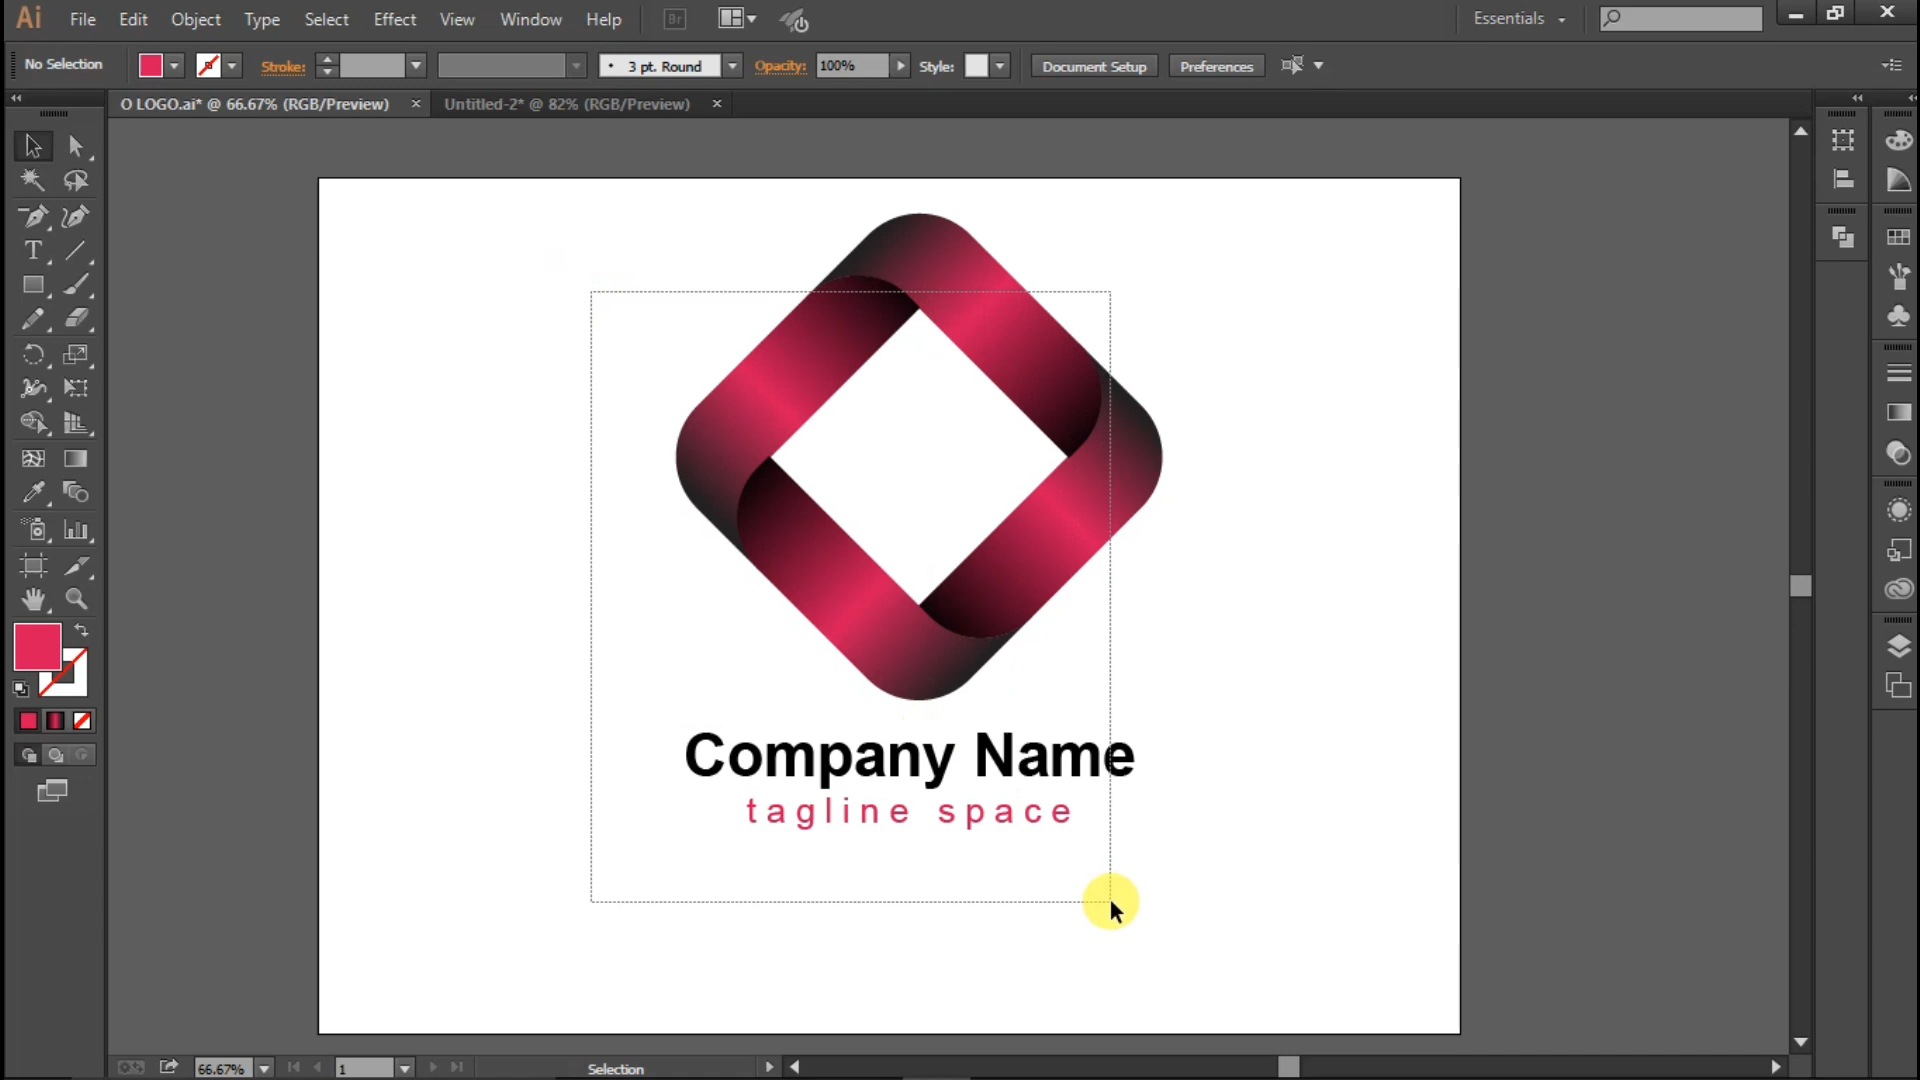 Ai File Edit Object Type Select Effect View Window Help Br Essentials
No Selection Stroke: 3 pt. Round Opacity: 100% Style: Document Setup Preferences
O LOGO.ai* @ 66.67% (RGB/Preview) × Untitled-2* @ 82% (RGB/Preview) ×
T
Company Name
tagline space
66.67% 1 Selection